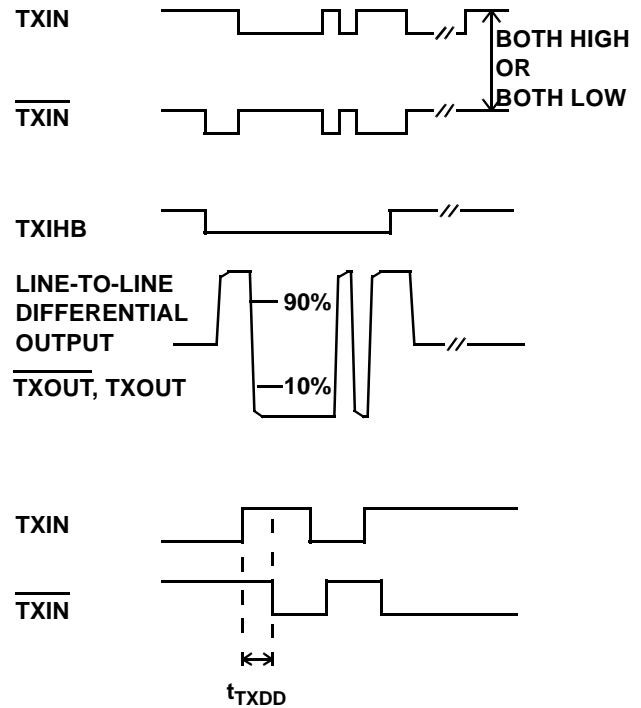 TXIN
BOTH HIGH
OR
BOTH LOW
TXIN
TXIHB
LINE-TO-LINE
DIFFERENTIAL
OUTPUT
TXOUT, TXOUT
90%
10%
TXIN
TXIN
tTXDD